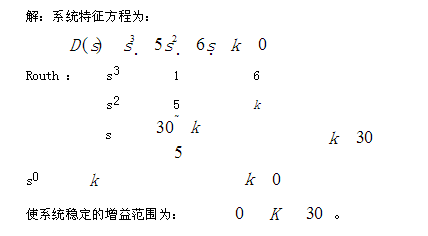 解：系统特征方程为：
D(s) s³. 5s². 6s. k 0
Routh： s³ 1 6
s² 5 k
s 30~ k / 5 k 30
s⁰ k k 0
使系统稳定的增益范围为： 0 K 30 。